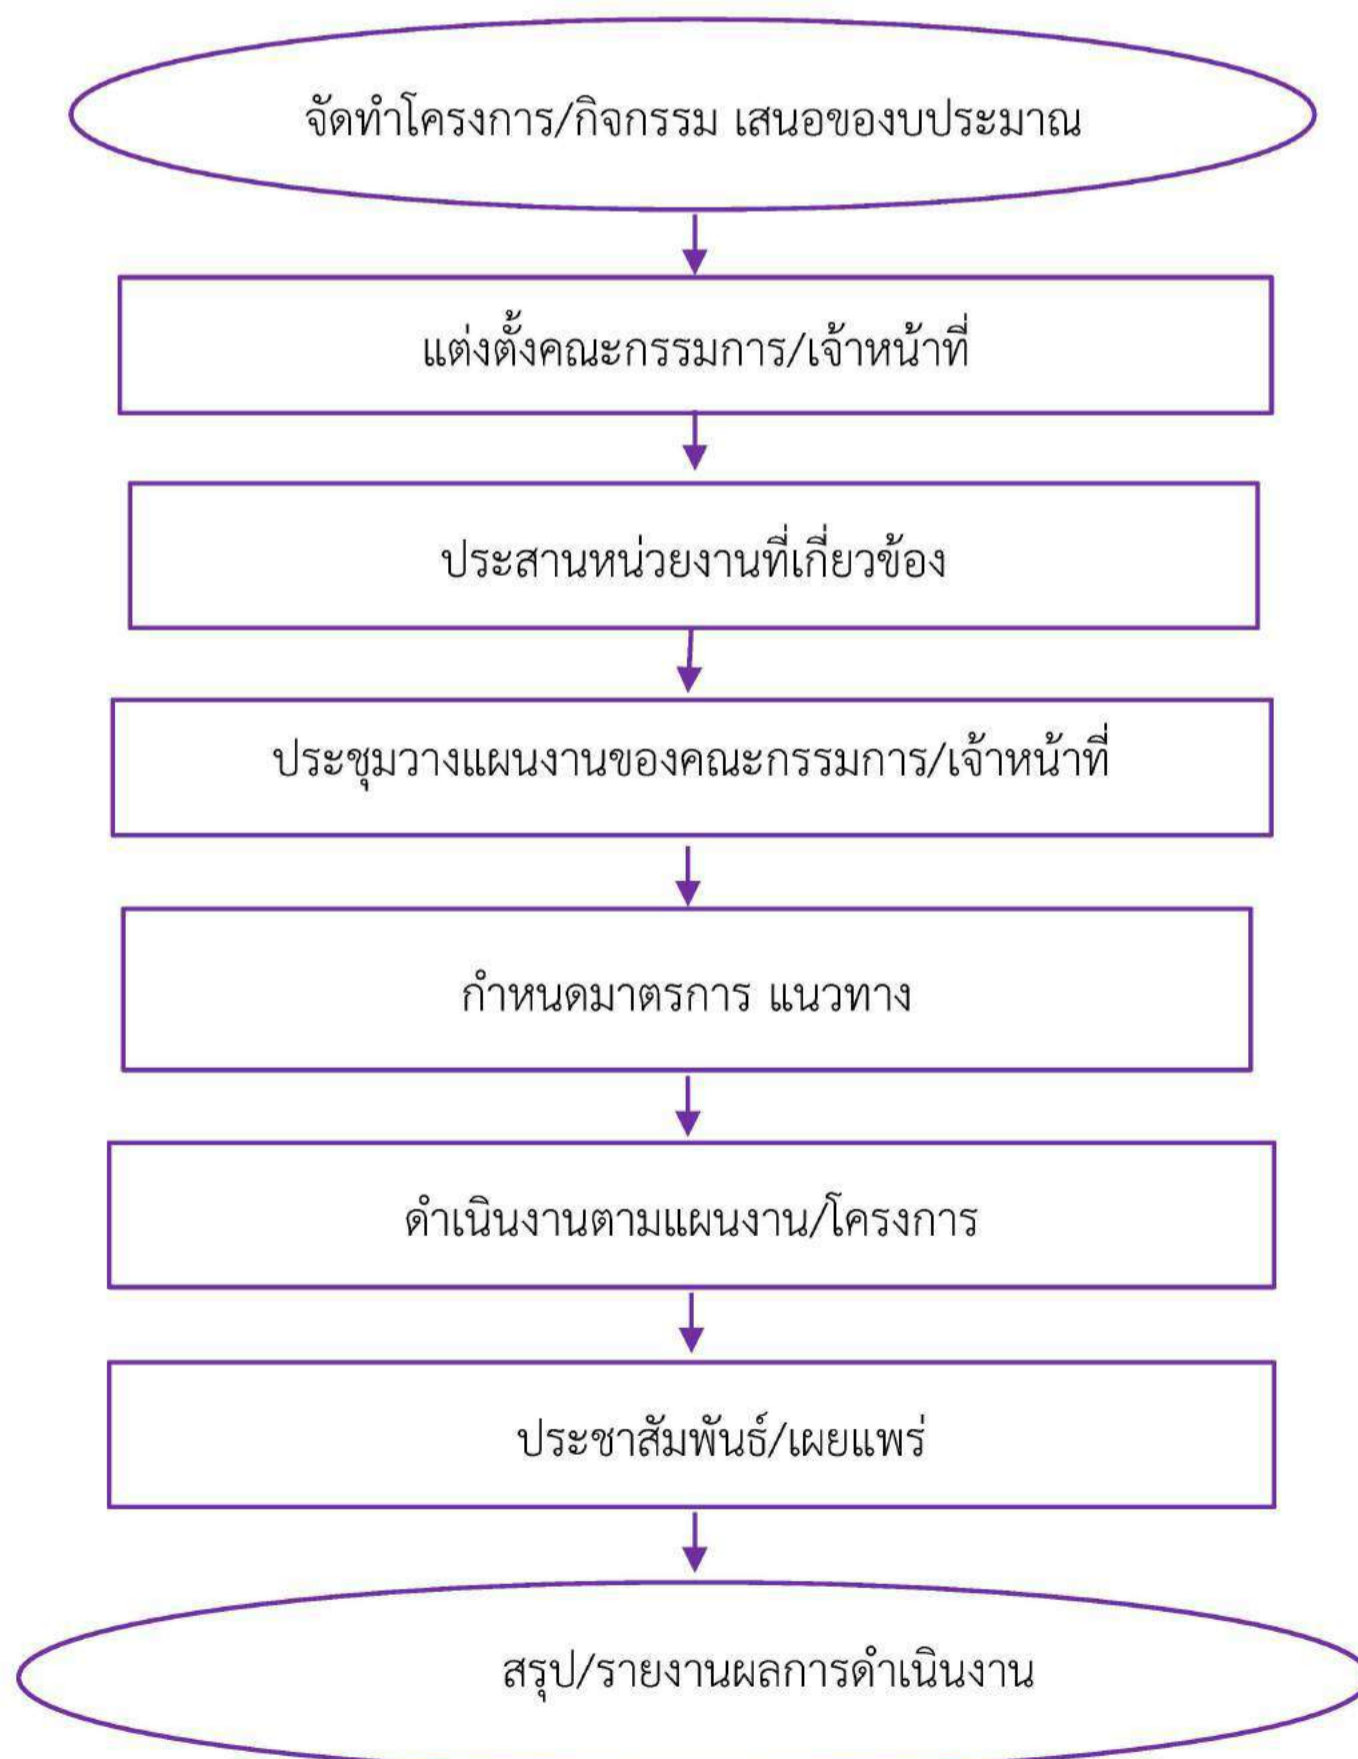 จัดทำโครงการ/กิจกรรม เสนอของบประมาณ
แต่งตั้งคณะกรรมการ/เจ้าหน้าที่
ประสานหน่วยงานที่เกี่ยวข้อง
ประชุมวางแผนงานของคณะกรรมการ/เจ้าหน้าที่
กำหนดมาตรการ แนวทาง
ดำเนินงานตามแผนงาน/โครงการ
ประชาสัมพันธ์/เผยแพร่
สรุป/รายงานผลการดำเนินงาน